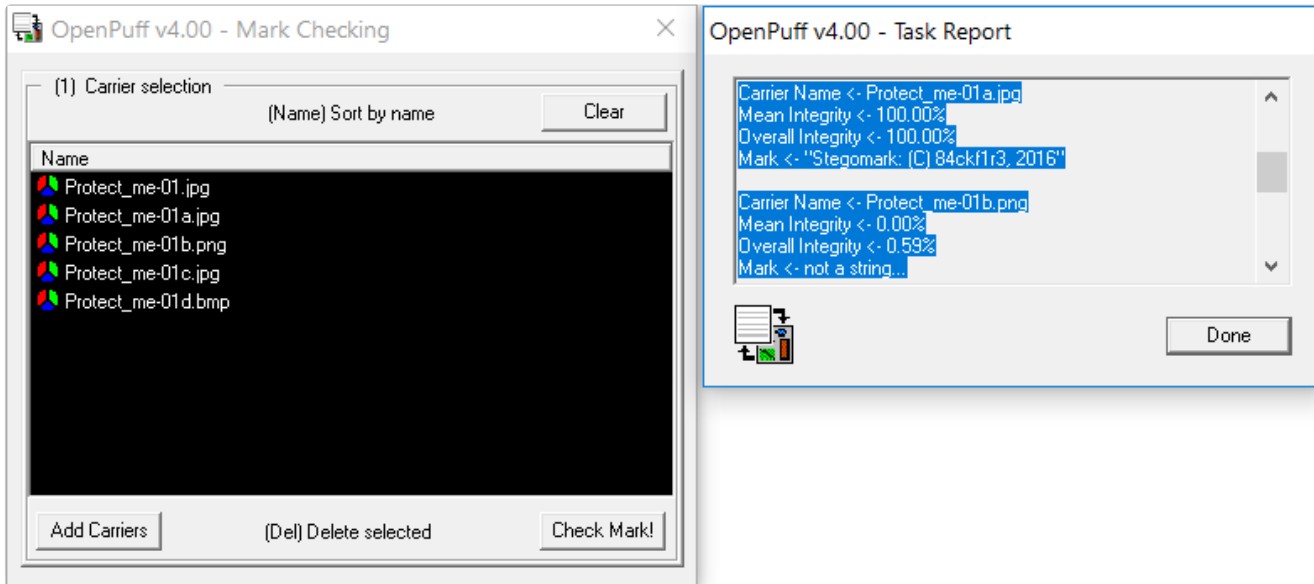 OpenPuff v4.00 - Mark Checking
(1) Carrier selection
(Name) Sort by name
Clear
Name
Protect_me-01.jpg
Protect_me-01a.jpg
Protect_me-01b.png
Protect_me-01c.jpg
Protect_me-01d.bmp
Add Carriers
(Del) Delete selected
Check Mark!
OpenPuff v4.00 - Task Report
Carrier Name <- Protect_me-01a.jpg
Mean Integrity <- 100.00%
Overall Integrity <- 100.00%
Mark <- "Stegomark: (C) 84ckf1r3, 2016"
Carrier Name <- Protect_me-01b.png
Mean Integrity <- 0.00%
Overall Integrity <- 0.59%
Mark <- not a string...
Done